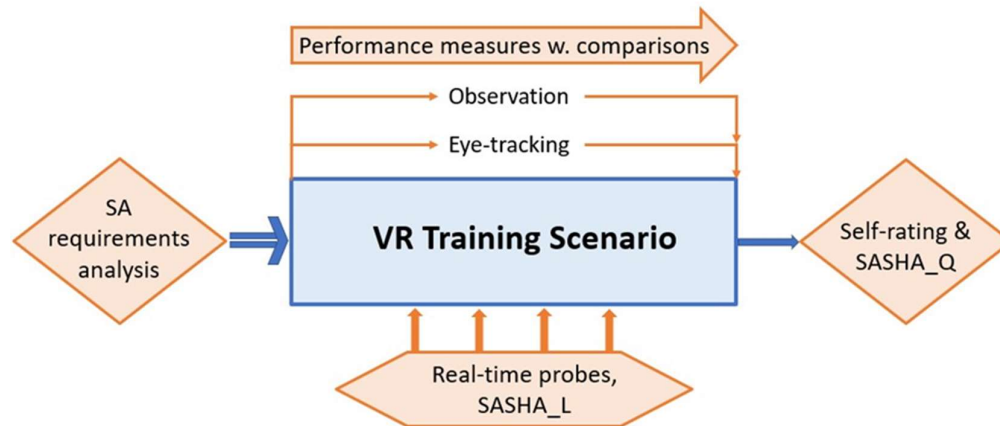 Performance measures w. comparisons
Observation
Eye-tracking
SA
requirements
analysis
VR Training Scenario
Self-rating &
SASHA_Q
Real-time probes,
SASHA_L